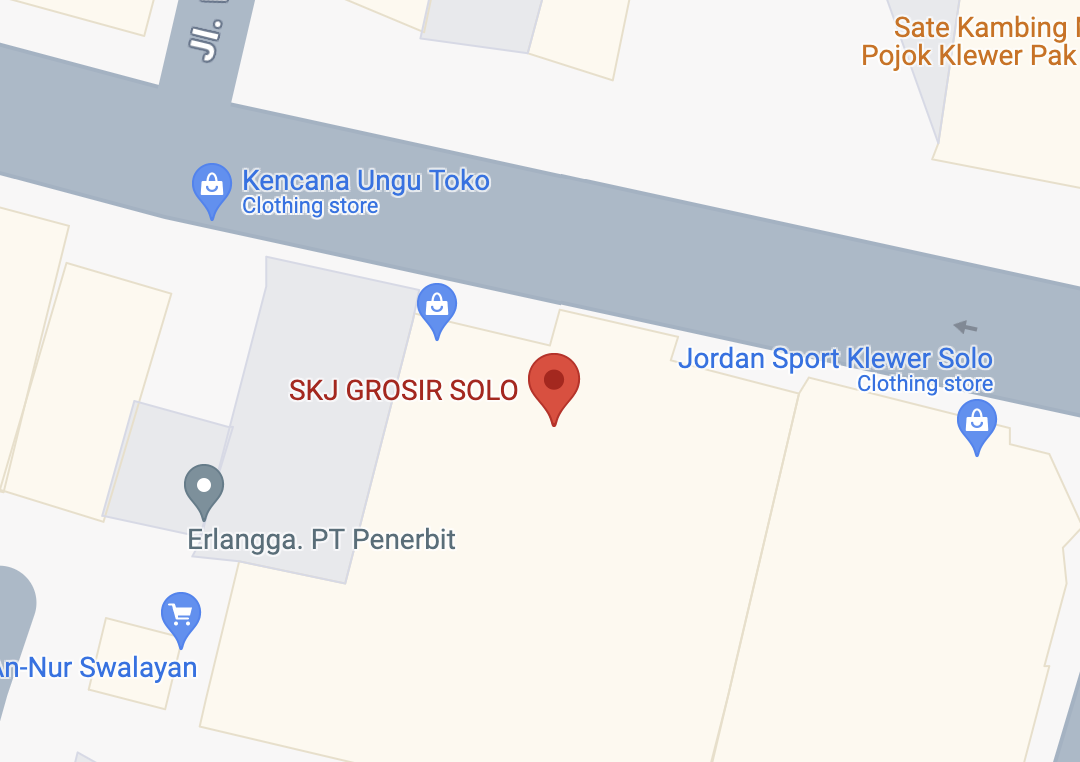 Jl.
Sate Kambing
Pojok Klewer Pak
Kencana Ungu Toko
Clothing store
Jordan Sport Klewer Solo
Clothing store
SKJ GROSIR SOLO
Erlangga. PT Penerbit
An-Nur Swalayan